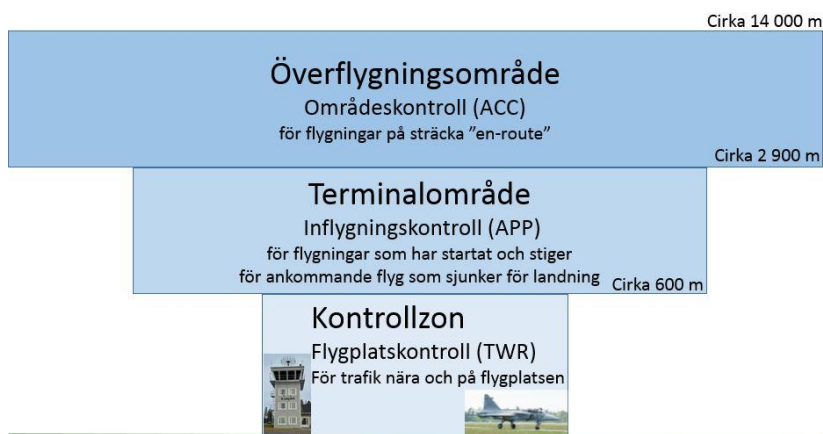 Cirka 14 000 m
Överflygningsområde
Områdeskontroll (ACC)
för flygningar på sträcka ”en-route”
Cirka 2 900 m
Terminalområde
Inflygningskontroll (APP)
för flygningar som har startat och stiger
för ankommande flyg som sjunker för landning
Cirka 600 m
Kontrollzon
Flygplatskontroll (TWR)
För trafik nära och på flygplatsen